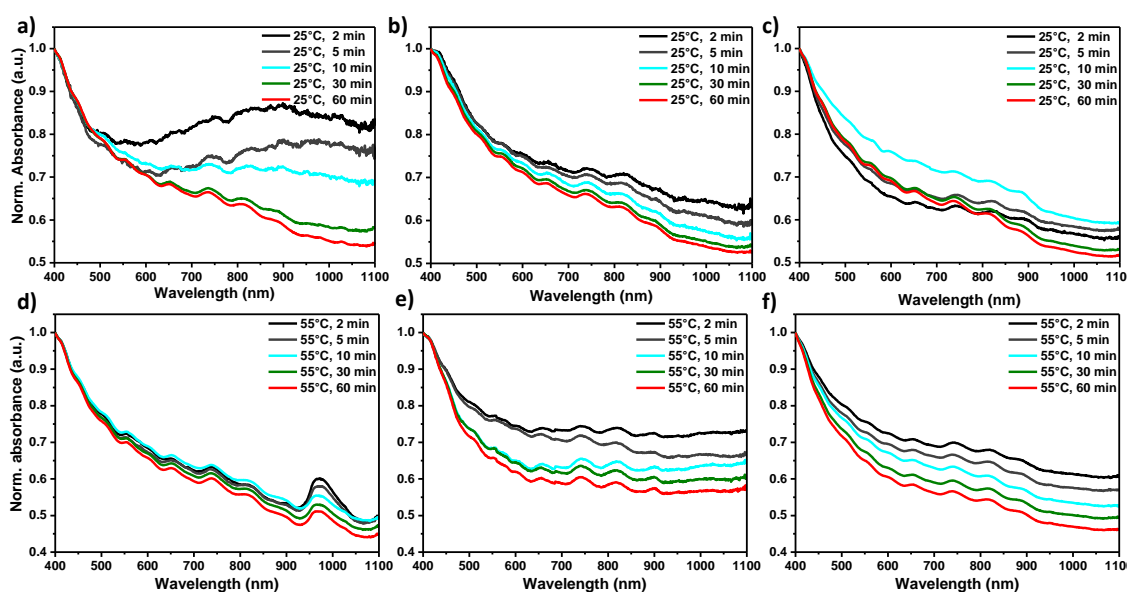 a)
Norm. Absorbance (a.u.)
1.0
0.9
0.8
0.7
0.6
0.5
25°C, 2 min
25°C, 5 min
25°C, 10 min
25°C, 30 min
25°C, 60 min
400 500 600 700 800 900 1000 1100
Wavelength (nm)
b)
1.0
0.9
0.8
0.7
0.6
0.5
25°C, 2 min
25°C, 5 min
25°C, 10 min
25°C, 30 min
25°C, 60 min
400 500 600 700 800 900 1000 1100
Wavelength (nm)
c)
1.0
0.9
0.8
0.7
0.6
0.5
25°C, 2 min
25°C, 5 min
25°C, 10 min
25°C, 30 min
25°C, 60 min
400 500 600 700 800 900 1000 1100
Wavelength (nm)
d)
Norm. absorbance (a.u.)
1.0
0.9
0.8
0.7
0.6
0.5
0.4
55°C, 2 min
55°C, 5 min
55°C, 10 min
55°C, 30 min
55°C, 60 min
400 500 600 700 800 900 1000 1100
Wavelength (nm)
e)
1.0
0.9
0.8
0.7
0.6
0.5
0.4
55°C, 2 min
55°C, 5 min
55°C, 10 min
55°C, 30 min
55°C, 60 min
400 500 600 700 800 900 1000 1100
Wavelength (nm)
f)
1.0
0.9
0.8
0.7
0.6
0.5
0.4
55°C, 2 min
55°C, 5 min
55°C, 10 min
55°C, 30 min
55°C, 60 min
400 500 600 700 800 900 1000 1100
Wavelength (nm)